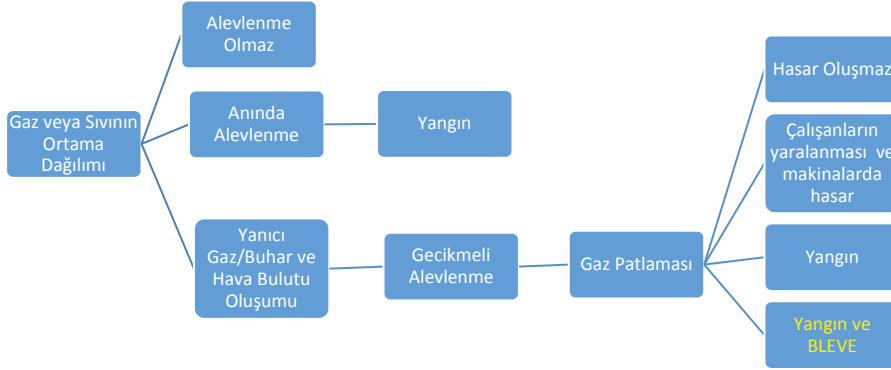 Gaz veya Sıvının
Ortama
Dağılımı
Alevlenme
Olmaz
Anında
Alevlenme
Yangın
Yanıcı
Gaz/Buhar ve
Hava Bulutu
Oluşumu
Gecikmeli
Alevlenme
Gaz Patlaması
Hasar Oluşmaz
Çalışanların
yaralanması ve
makinalarda
hasar
Yangın
Yangın ve
BLEVE